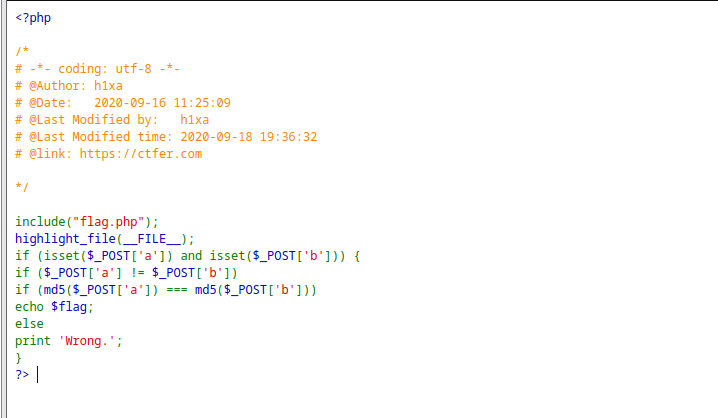 <?php
/*
# -*- coding: utf-8 -*-
# @Author: h1xa
# @Date:   2020-09-16 11:25:09
# @Last Modified by:   h1xa
# @Last Modified time: 2020-09-18 19:36:32
# @link: https://ctfer.com
*/
include("flag.php");
highlight_file(__FILE__);
if (isset($_POST['a']) and isset($_POST['b'])) {
if ($_POST['a'] != $_POST['b'])
if (md5($_POST['a']) === md5($_POST['b']))
echo $flag;
else
print 'Wrong.';
}
?>